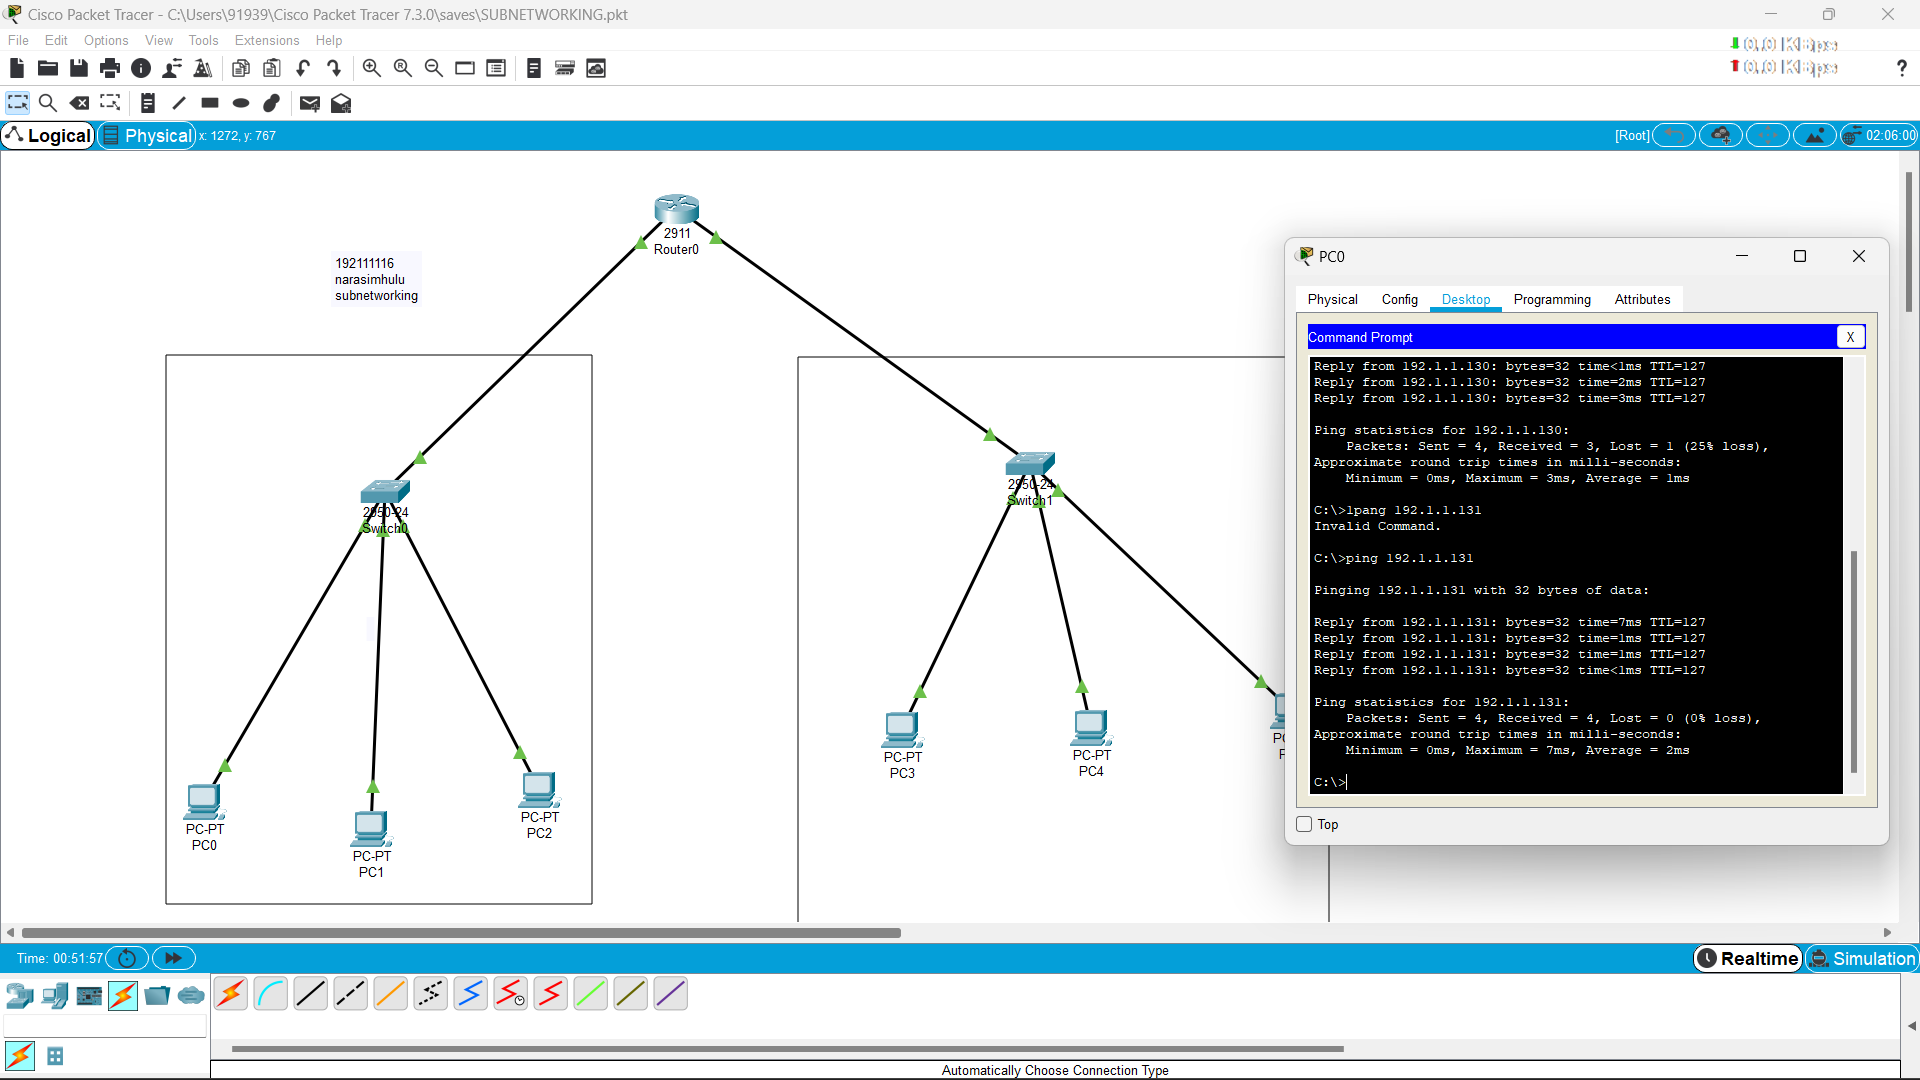 Cisco Packet Tracer - C:\Users\91939\Cisco Packet Tracer 7.3.0\saves\SUBNETWORKING.pkt
File Edit Options View Tools Extensions Help
0.0 KBps
0.0 KBps
?
Logical Physical x: 1272, y: 767 [Root] 02:06:00
2911
Router0
192111116
narasimhulu
subnetworking
2950-24
Switch0
2950-24
Switch1
PC-PT
PC0
PC-PT
PC1
PC-PT
PC2
PC-PT
PC3
PC-PT
PC4
PC0
Physical Config Desktop Programming Attributes
Command Prompt X
Reply from 192.1.1.130: bytes=32 time<1ms TTL=127
Reply from 192.1.1.130: bytes=32 time=2ms TTL=127
Reply from 192.1.1.130: bytes=32 time=3ms TTL=127
Ping statistics for 192.1.1.130:
Packets: Sent = 4, Received = 3, Lost = 1 (25% loss),
Approximate round trip times in milli-seconds:
Minimum = 0ms, Maximum = 3ms, Average = 1ms
C:\>lpang 192.1.1.131
Invalid Command.
C:\>ping 192.1.1.131
Pinging 192.1.1.131 with 32 bytes of data:
Reply from 192.1.1.131: bytes=32 time=7ms TTL=127
Reply from 192.1.1.131: bytes=32 time=1ms TTL=127
Reply from 192.1.1.131: bytes=32 time=1ms TTL=127
Reply from 192.1.1.131: bytes=32 time<1ms TTL=127
Ping statistics for 192.1.1.131:
Packets: Sent = 4, Received = 4, Lost = 0 (0% loss),
Approximate round trip times in milli-seconds:
Minimum = 0ms, Maximum = 7ms, Average = 2ms
C:\>
Top
Time: 00:51:57 Realtime Simulation
Automatically Choose Connection Type